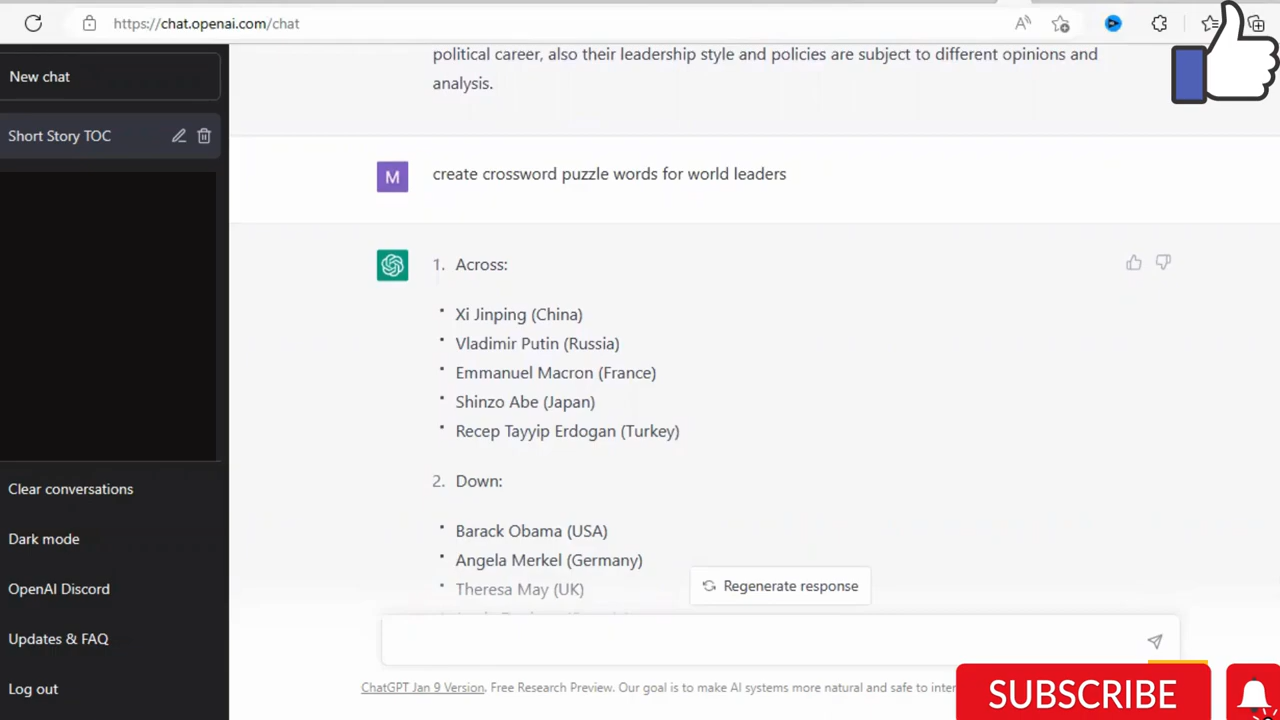 https://chat.openai.com/chat
New chat
Short Story TOC
Clear conversations
Dark mode
OpenAI Discord
Updates & FAQ
Log out
political career, also their leadership style and policies are subject to different opinions and
analysis.
M
create crossword puzzle words for world leaders
1. Across:
• Xi Jinping (China)
• Vladimir Putin (Russia)
• Emmanuel Macron (France)
• Shinzo Abe (Japan)
• Recep Tayyip Erdogan (Turkey)
2. Down:
• Barack Obama (USA)
• Angela Merkel (Germany)
• Theresa May (UK)
Regenerate response
ChatGPT Jan 9 Version. Free Research Preview. Our goal is to make AI systems more natural and safe to
SUBSCRIBE